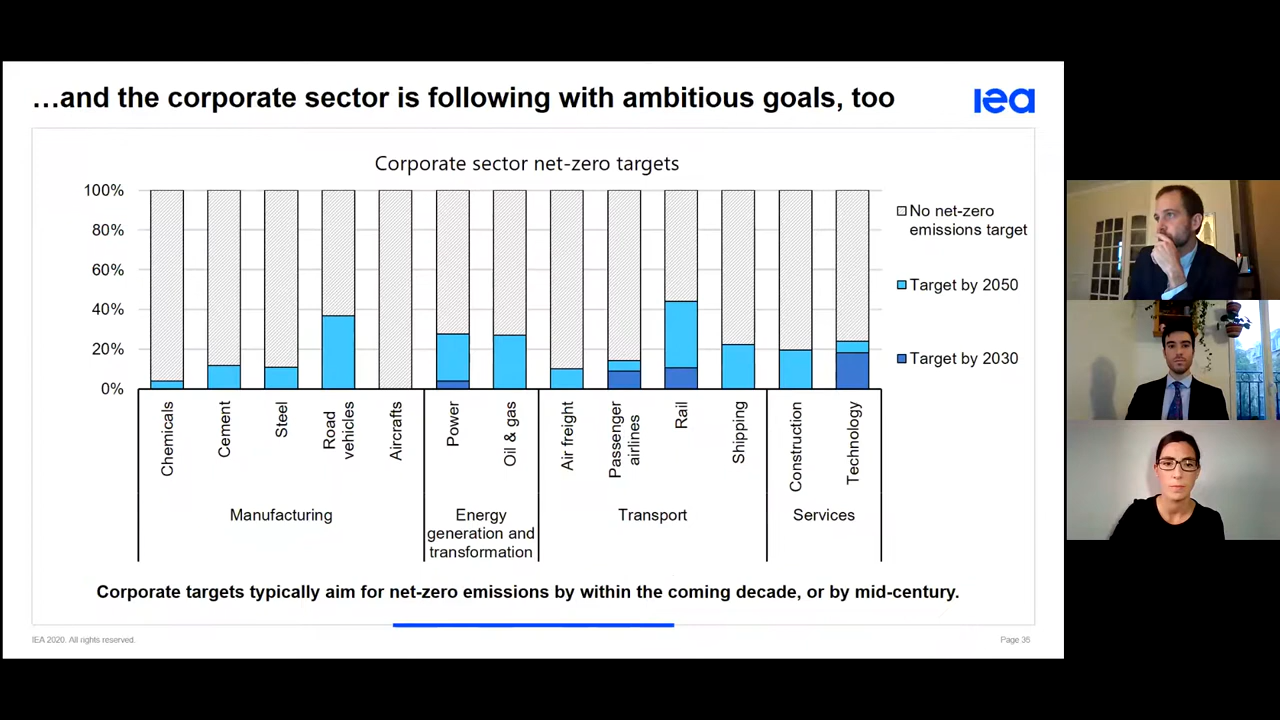 …and the corporate sector is following with ambitious goals, too
iea
Corporate sector net-zero targets
100%
80%
60%
40%
20%
0%
No net-zero
emissions target
Target by 2050
Target by 2030
Chemicals
Cement
Steel
Road
vehicles
Aircrafts
Power
Oil & gas
Air freight
Passenger
airlines
Rail
Shipping
Construction
Technology
Manufacturing
Energy
generation and
transformation
Transport
Services
Corporate targets typically aim for net-zero emissions by within the coming decade, or by mid-century.
IEA 2020. All rights reserved.
Page 36